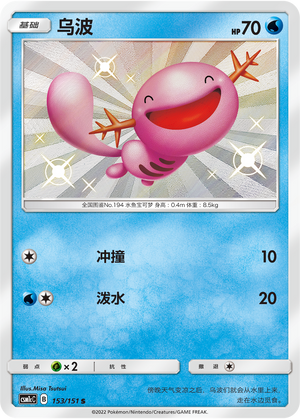 基础 乌波 HP70
全国图鉴No.194 水鱼宝可梦 身高：0.4m 体重：8.5kg
冲撞 10
泼水 20
弱点 ×2 抗性 撤退
Illus.Misa Tsutsui
傍晚天气变凉之后，乌波们就会从水里上来，
走在水边觅食。
153/151 S
©2022 Pokémon/Nintendo/Creatures/GAME FREAK.